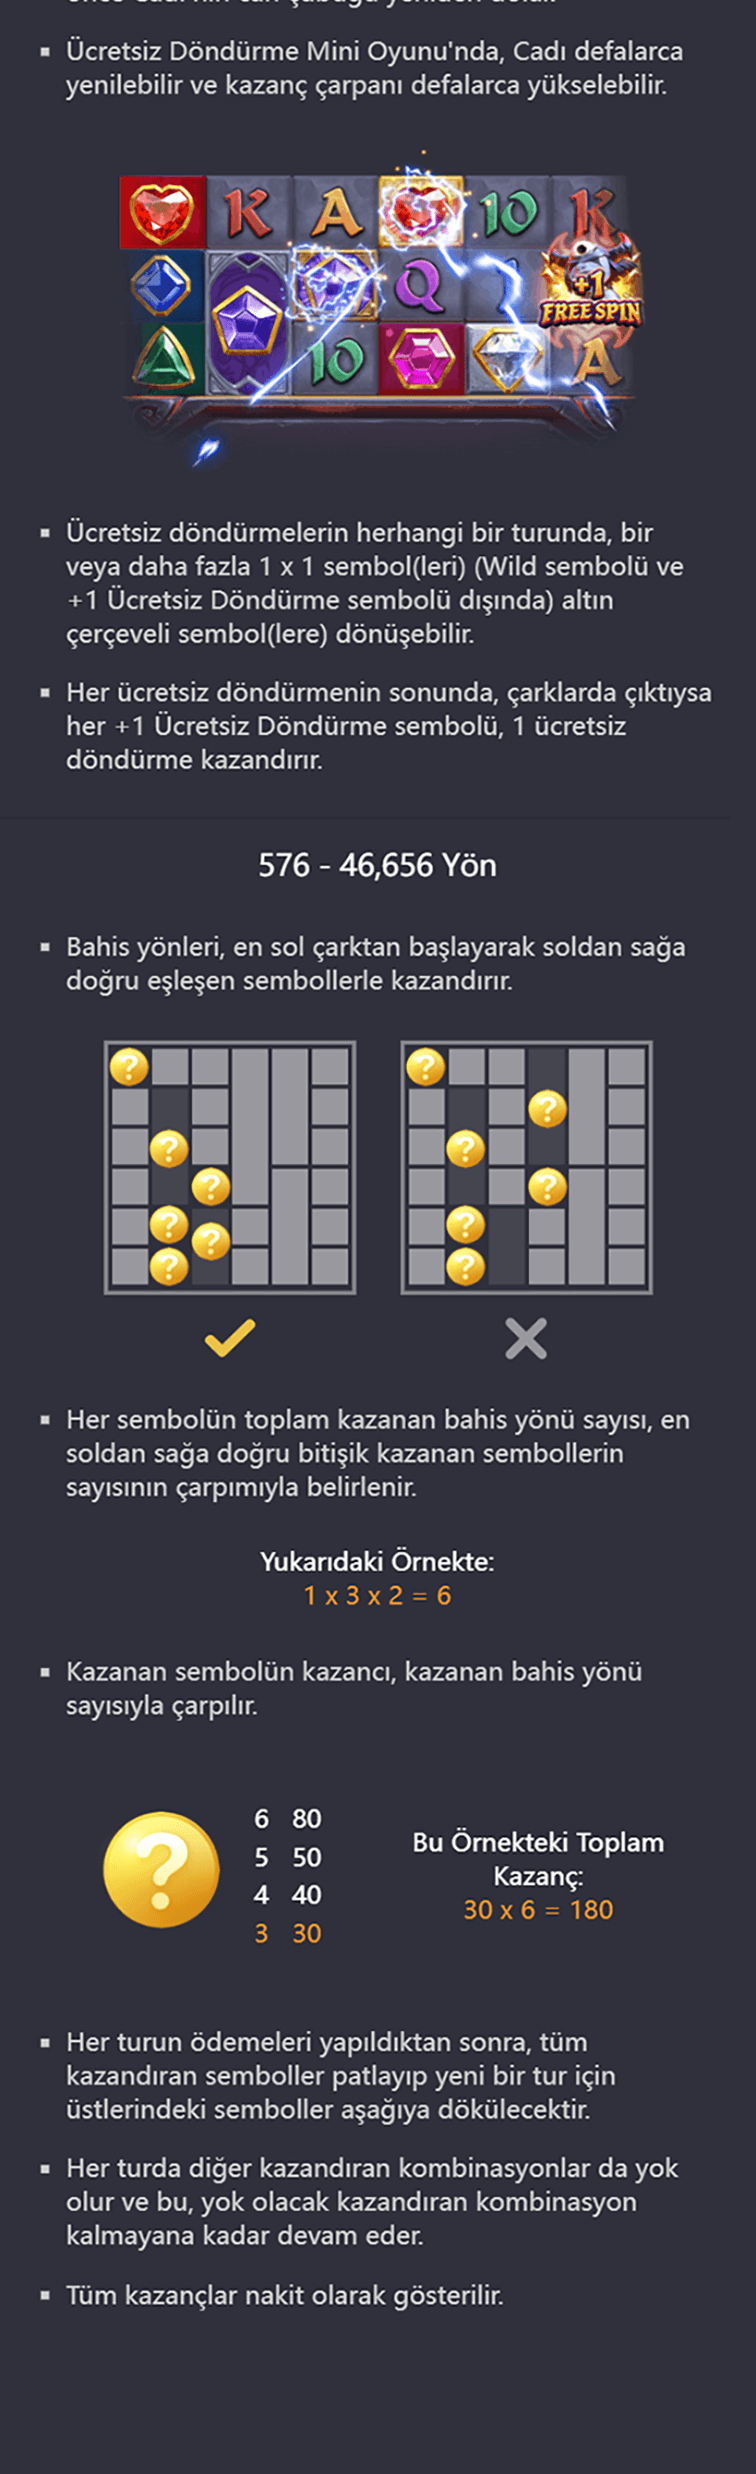 Ücretsiz Döndürme Mini Oyunu'nda, Cadı defalarca
yenilebilir ve kazanç çarpanı defalarca yükselebilir.
K A 10 K
Q J
+1
FREE SPIN
10 A
Ücretsiz döndürmelerin herhangi bir turunda, bir
veya daha fazla 1 x 1 sembol(leri) (Wild sembolü ve
+1 Ücretsiz Döndürme sembolü dışında) altın
çerçeveli sembol(lere) dönüşebilir.
Her ücretsiz döndürmenin sonunda, çarklarda çıktıysa
her +1 Ücretsiz Döndürme sembolü, 1 ücretsiz
döndürme kazandırır.
576 - 46,656 Yön
Bahis yönleri, en sol çarktan başlayarak soldan sağa
doğru eşleşen sembollerle kazandırır.
? ?
? ?
? ?
? ?
? ? ?
? ?
Her sembolün toplam kazanan bahis yönü sayısı, en
soldan sağa doğru bitişik kazanan sembollerin
sayısının çarpımıyla belirlenir.
Yukarıdaki Örnekte:
1 x 3 x 2 = 6
Kazanan sembolün kazancı, kazanan bahis yönü
sayısıyla çarpılır.
?
6 80
5 50
4 40
3 30
Bu Örnekteki Toplam
Kazanç:
30 x 6 = 180
Her turun ödemeleri yapıldıktan sonra, tüm
kazandıran semboller patlayıp yeni bir tur için
üstlerindeki semboller aşağıya dökülecektir.
Her turda diğer kazandıran kombinasyonlar da yok
olur ve bu, yok olacak kazandıran kombinasyon
kalmayana kadar devam eder.
Tüm kazançlar nakit olarak gösterilir.